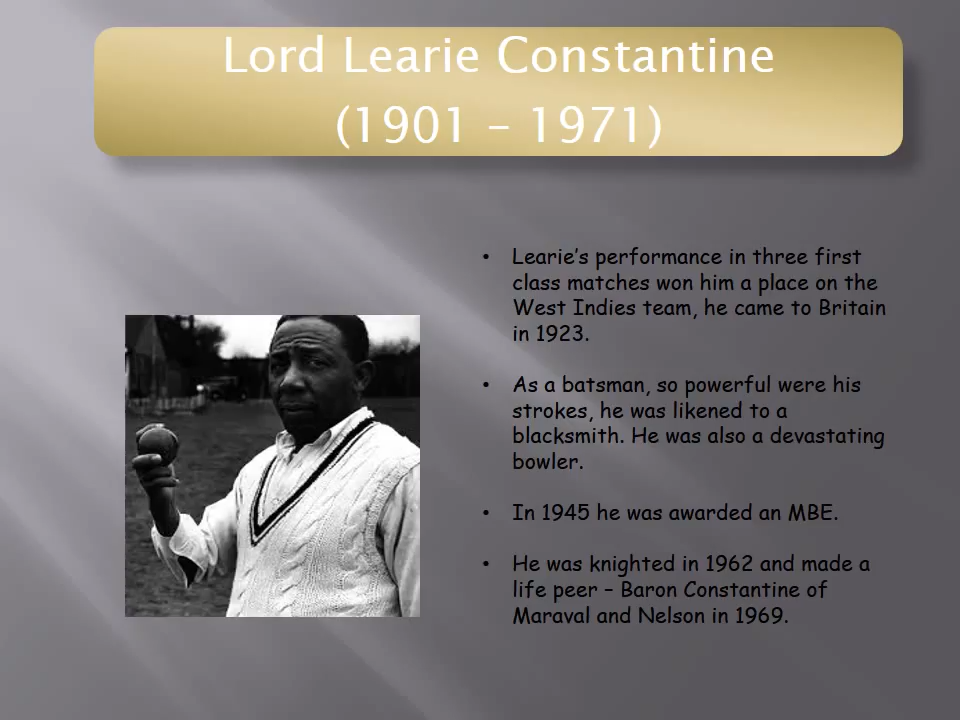 Lord Learie Constantine
(1901 – 1971)
• Learie's performance in three first
class matches won him a place on the
West Indies team, he came to Britain
in 1923.
• As a batsman, so powerful were his
strokes, he was likened to a
blacksmith. He was also a devastating
bowler.
• In 1945 he was awarded an MBE.
• He was knighted in 1962 and made a
life peer – Baron Constantine of
Maraval and Nelson in 1969.